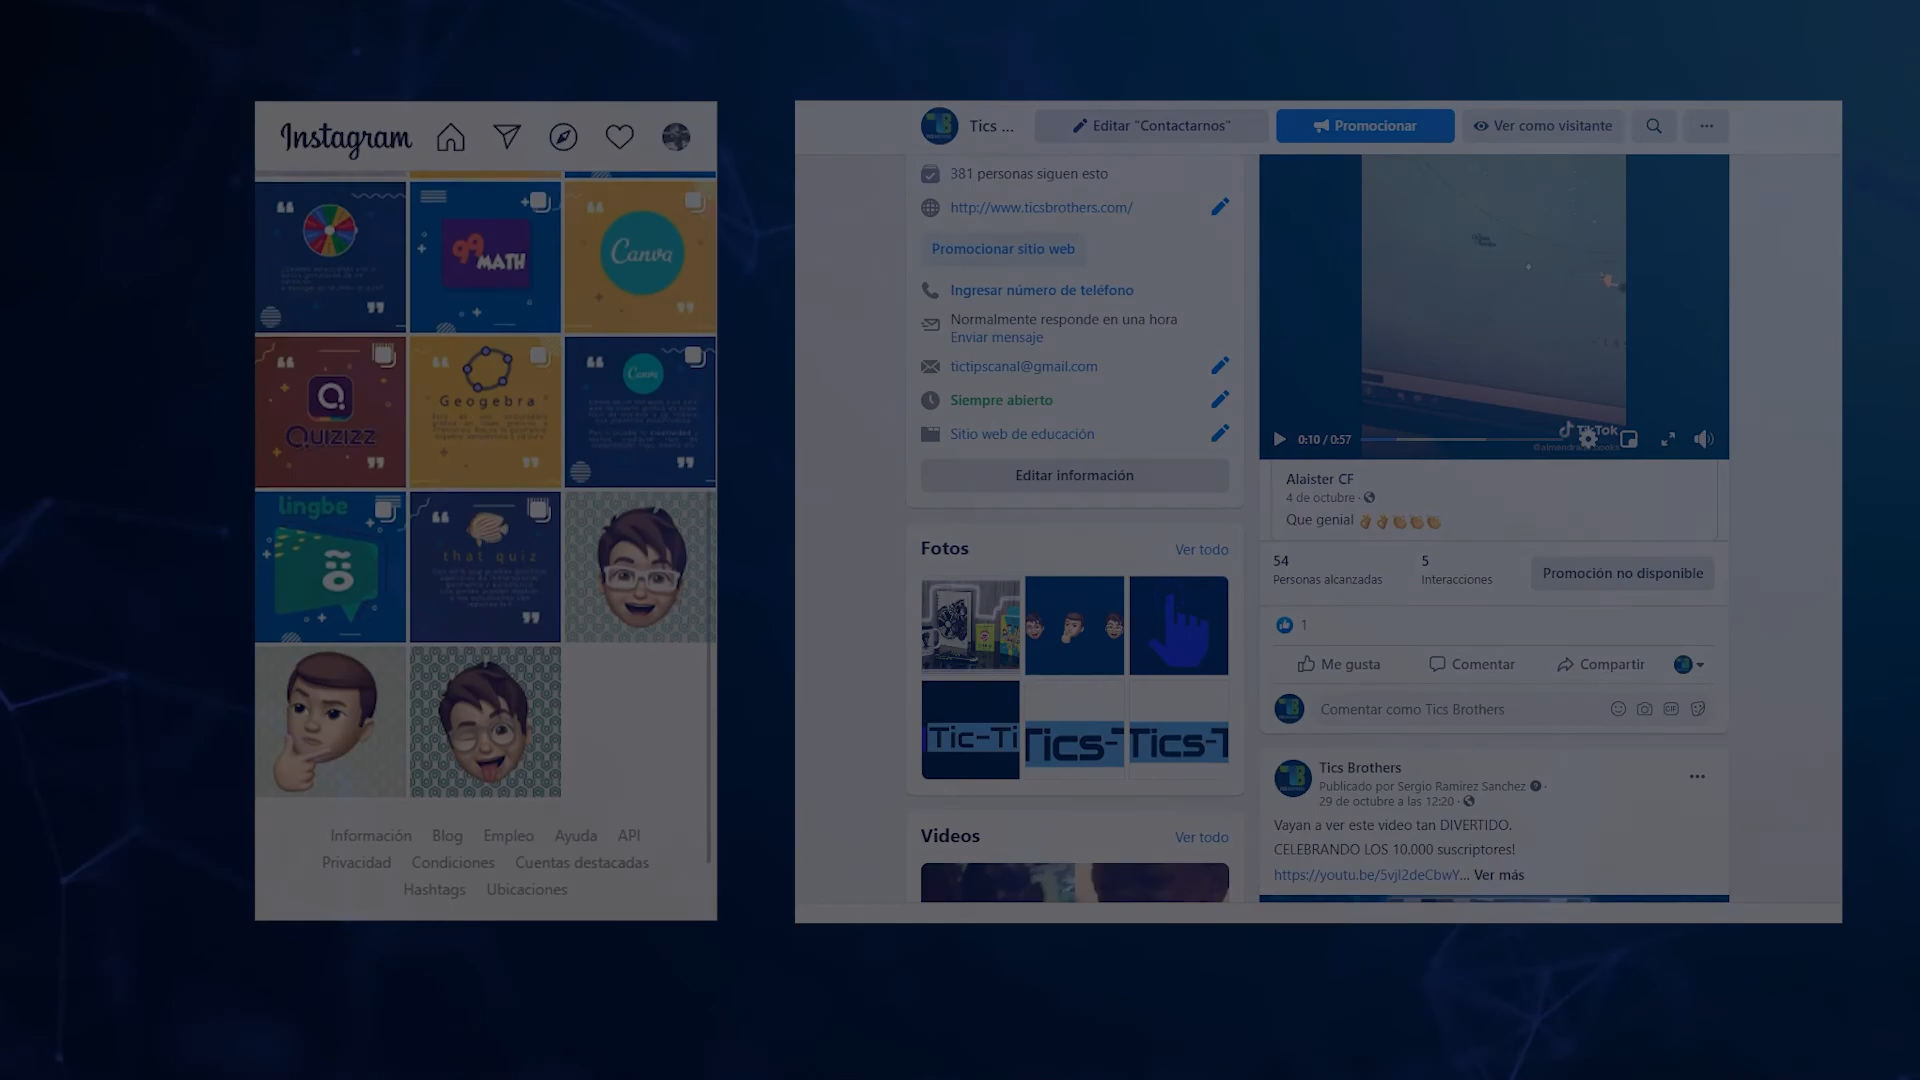 Instagram
99
MATH
Canva
Quizizz
Geogebra
Canva
lingbe
that quiz
Información Blog Empleo Ayuda API
Privacidad Condiciones Cuentas destacadas
Hashtags Ubicaciones
Tics ...
Editar "Contactarnos"
Promocionar
Ver como visitante
381 personas siguen esto
http://www.ticsbrothers.com/
Promocionar sitio web
Ingresar número de teléfono
Normalmente responde en una hora
Enviar mensaje
tictipscanal@gmail.com
Siempre abierto
Sitio web de educación
Editar información
Fotos Ver todo
Tic-Ti
Tics-T
Tics-T
Videos Ver todo
TikTok
0:10 / 0:57
Alaister CF
4 de octubre ·
Que genial
54
Personas alcanzadas
5
Interacciones
Promoción no disponible
1
Me gusta Comentar Compartir
Comentar como Tics Brothers
GIF
Tics Brothers
Publicado por Sergio Ramirez Sanchez ·
29 de octubre a las 12:20 ·
Vayan a ver este video tan DIVERTIDO.
CELEBRANDO LOS 10.000 suscriptores!
https://youtu.be/5vjI2deCbwY... Ver más